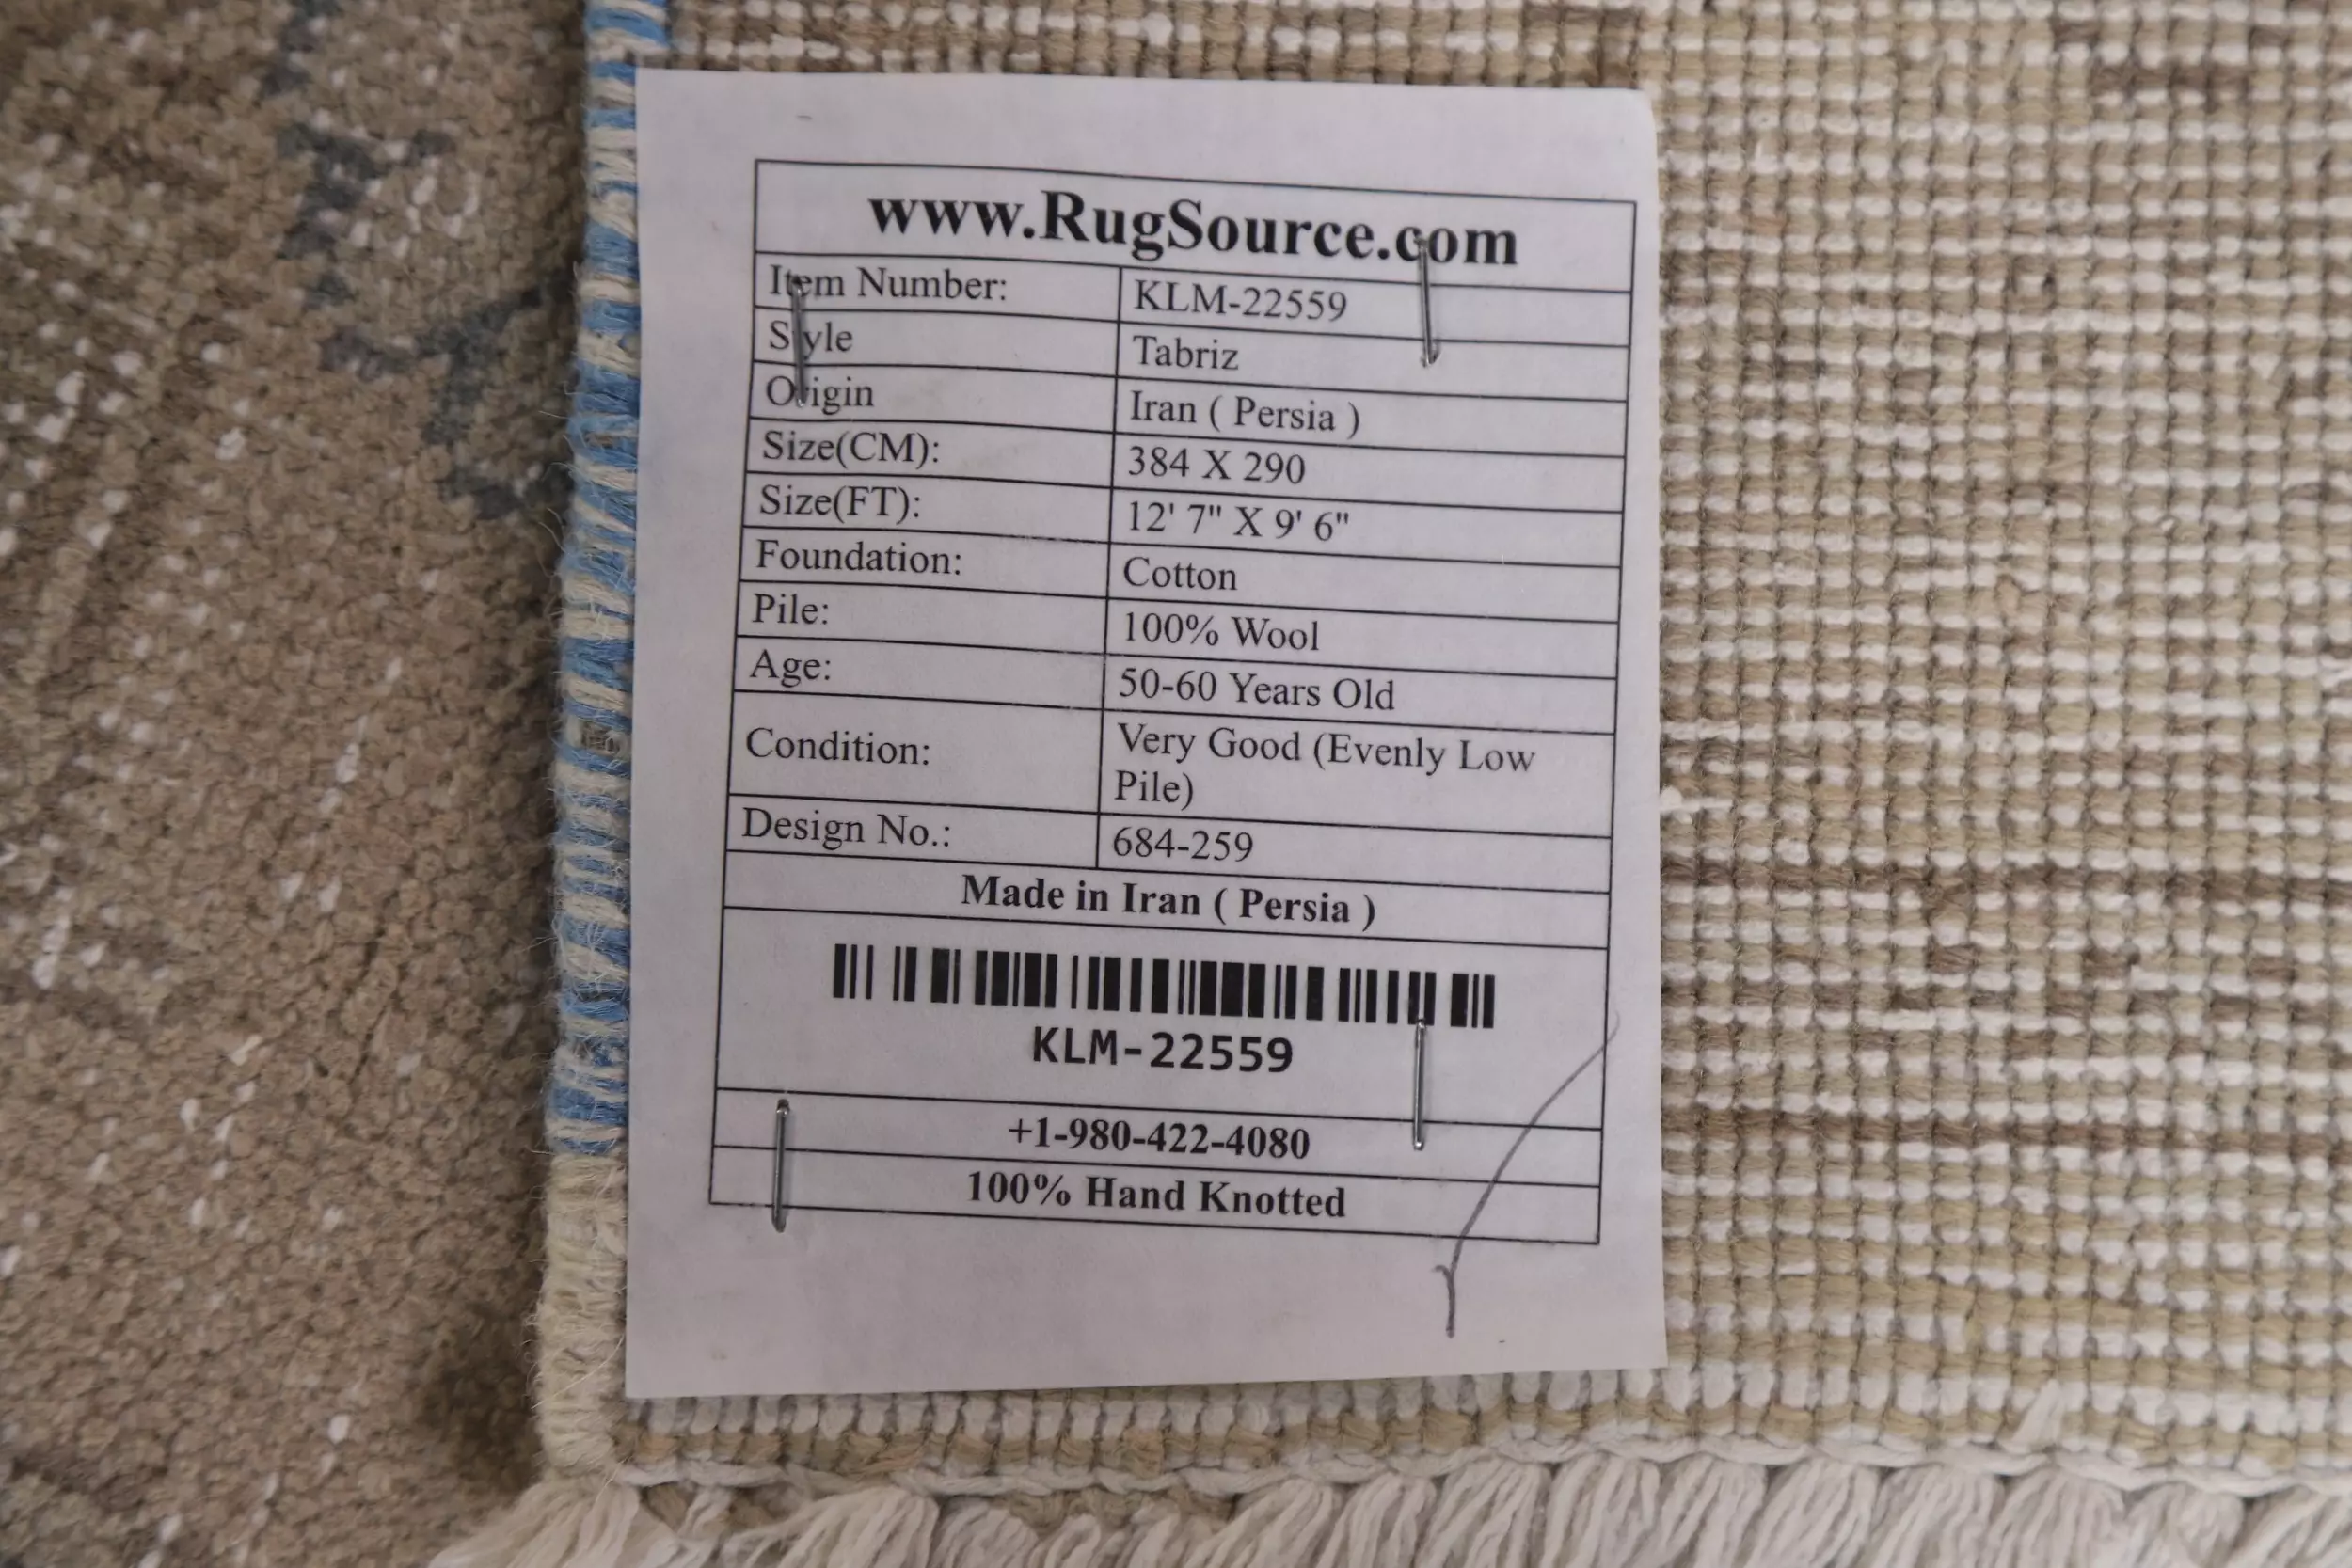 www.RugSource.com
Item Number: KLM-22559
Style Tabriz
Origin Iran ( Persia )
Size(CM): 384 X 290
Size(FT): 12' 7" X 9' 6"
Foundation: Cotton
Pile: 100% Wool
Age: 50-60 Years Old
Condition: Very Good (Evenly Low
Pile)
Design No.: 684-259
Made in Iran ( Persia )
KLM-22559
+1-980-422-4080
100% Hand Knotted